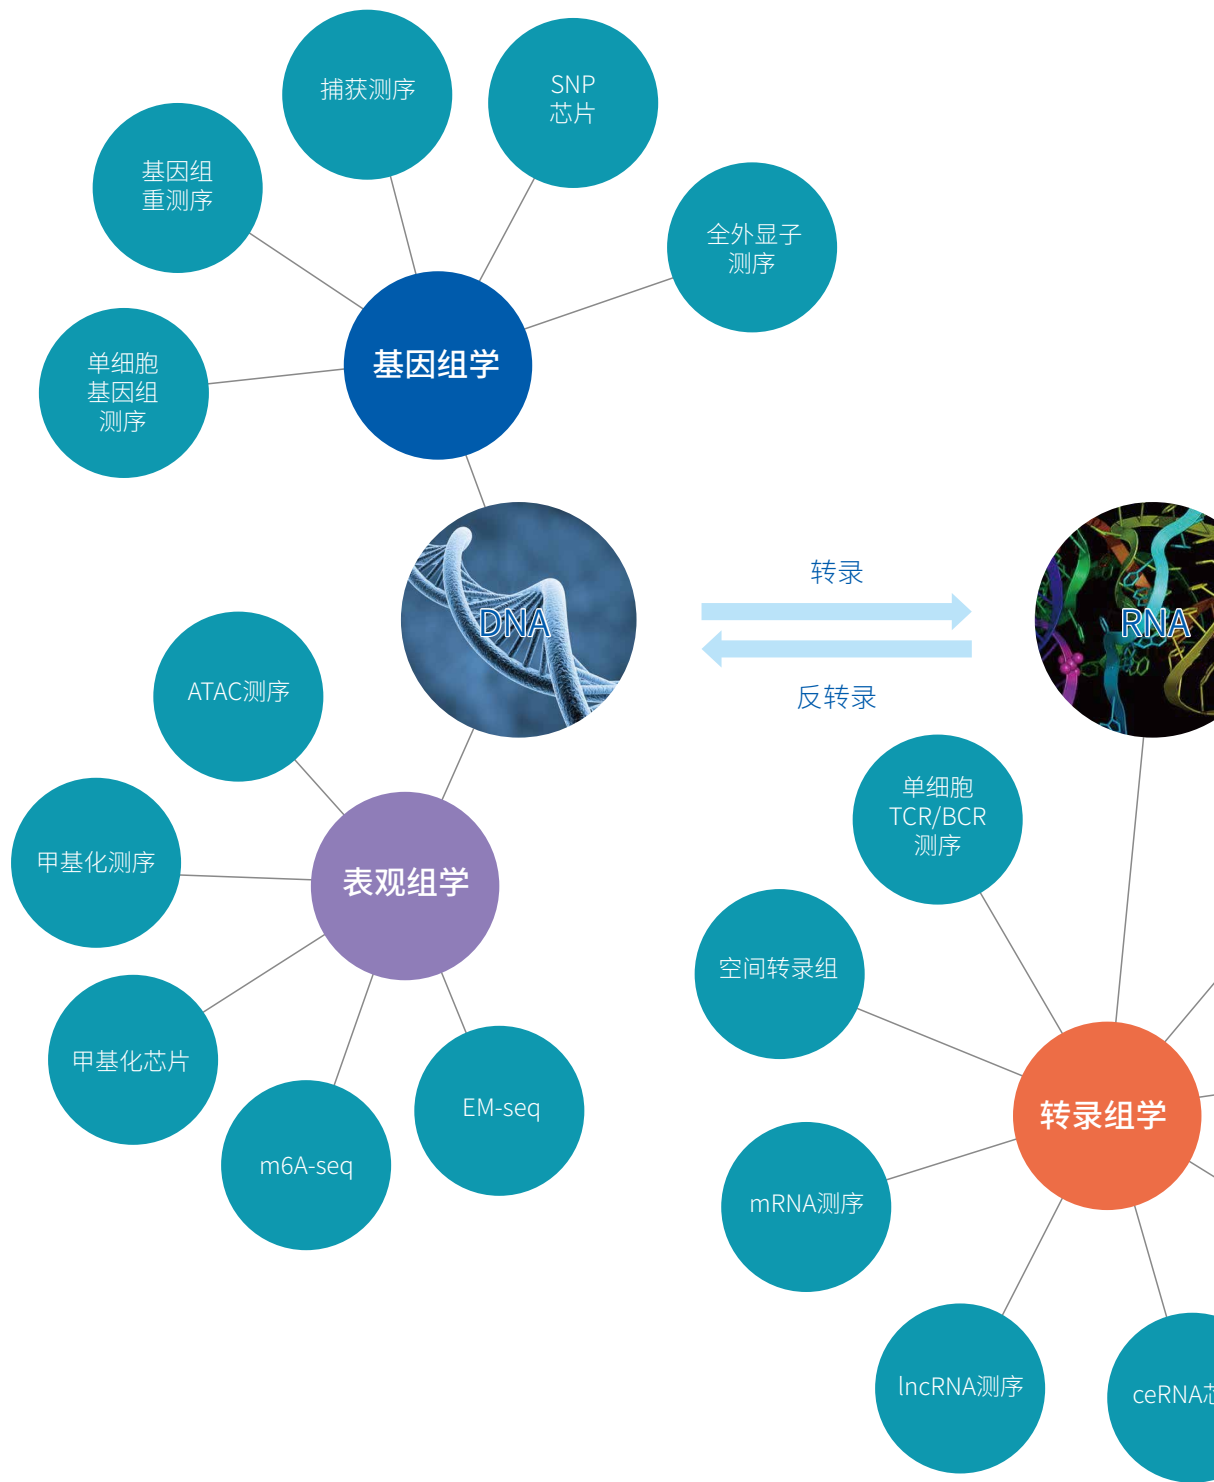 捕获测序
SNP
芯片
基因组
重测序
全外显子
测序
单细胞
基因组
测序
基因组学
DNA
转录
反转录
RNA
ATAC测序
甲基化测序
表观组学
甲基化芯片
m6A-seq
EM-seq
单细胞
TCR/BCR
测序
空间转录组
转录组学
mRNA测序
lncRNA测序
ceRNA